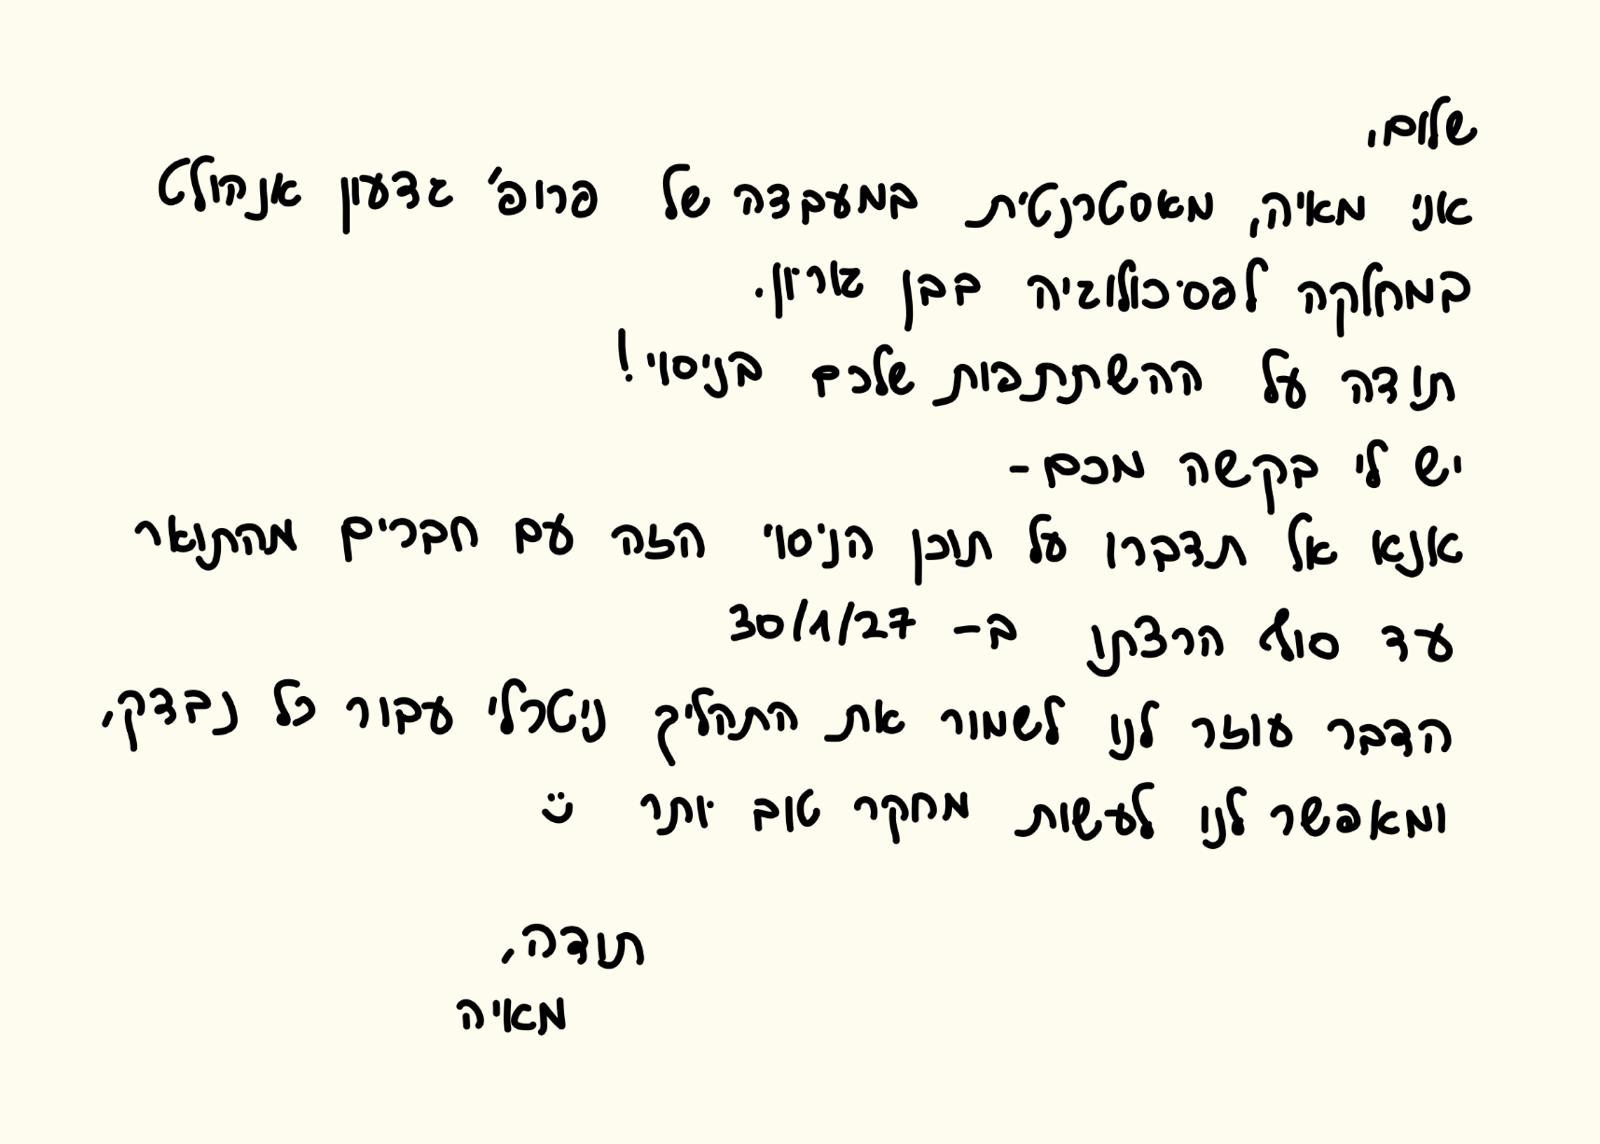 שלום,
אני מאיה, מאסטרנטית במעבדה של פרופ' גדעון אנהולט
במחלקה לפסיכולוגיה בבן גוריון.
תודה על ההשתתפות שלכם בניסוי!
יש לי בקשה מכם-
אנא אל תדברו על תוכן הניסוי הזה עם חברים מהתואר
עד סוף הרצתו ב- 30/1/27
הדבר עוזר לנו לשמור את התהליך ניטרלי עבור כל נבדק,
ומאפשר לנו לעשות מחקר טוב יותר ☺
תודה,
מאיה